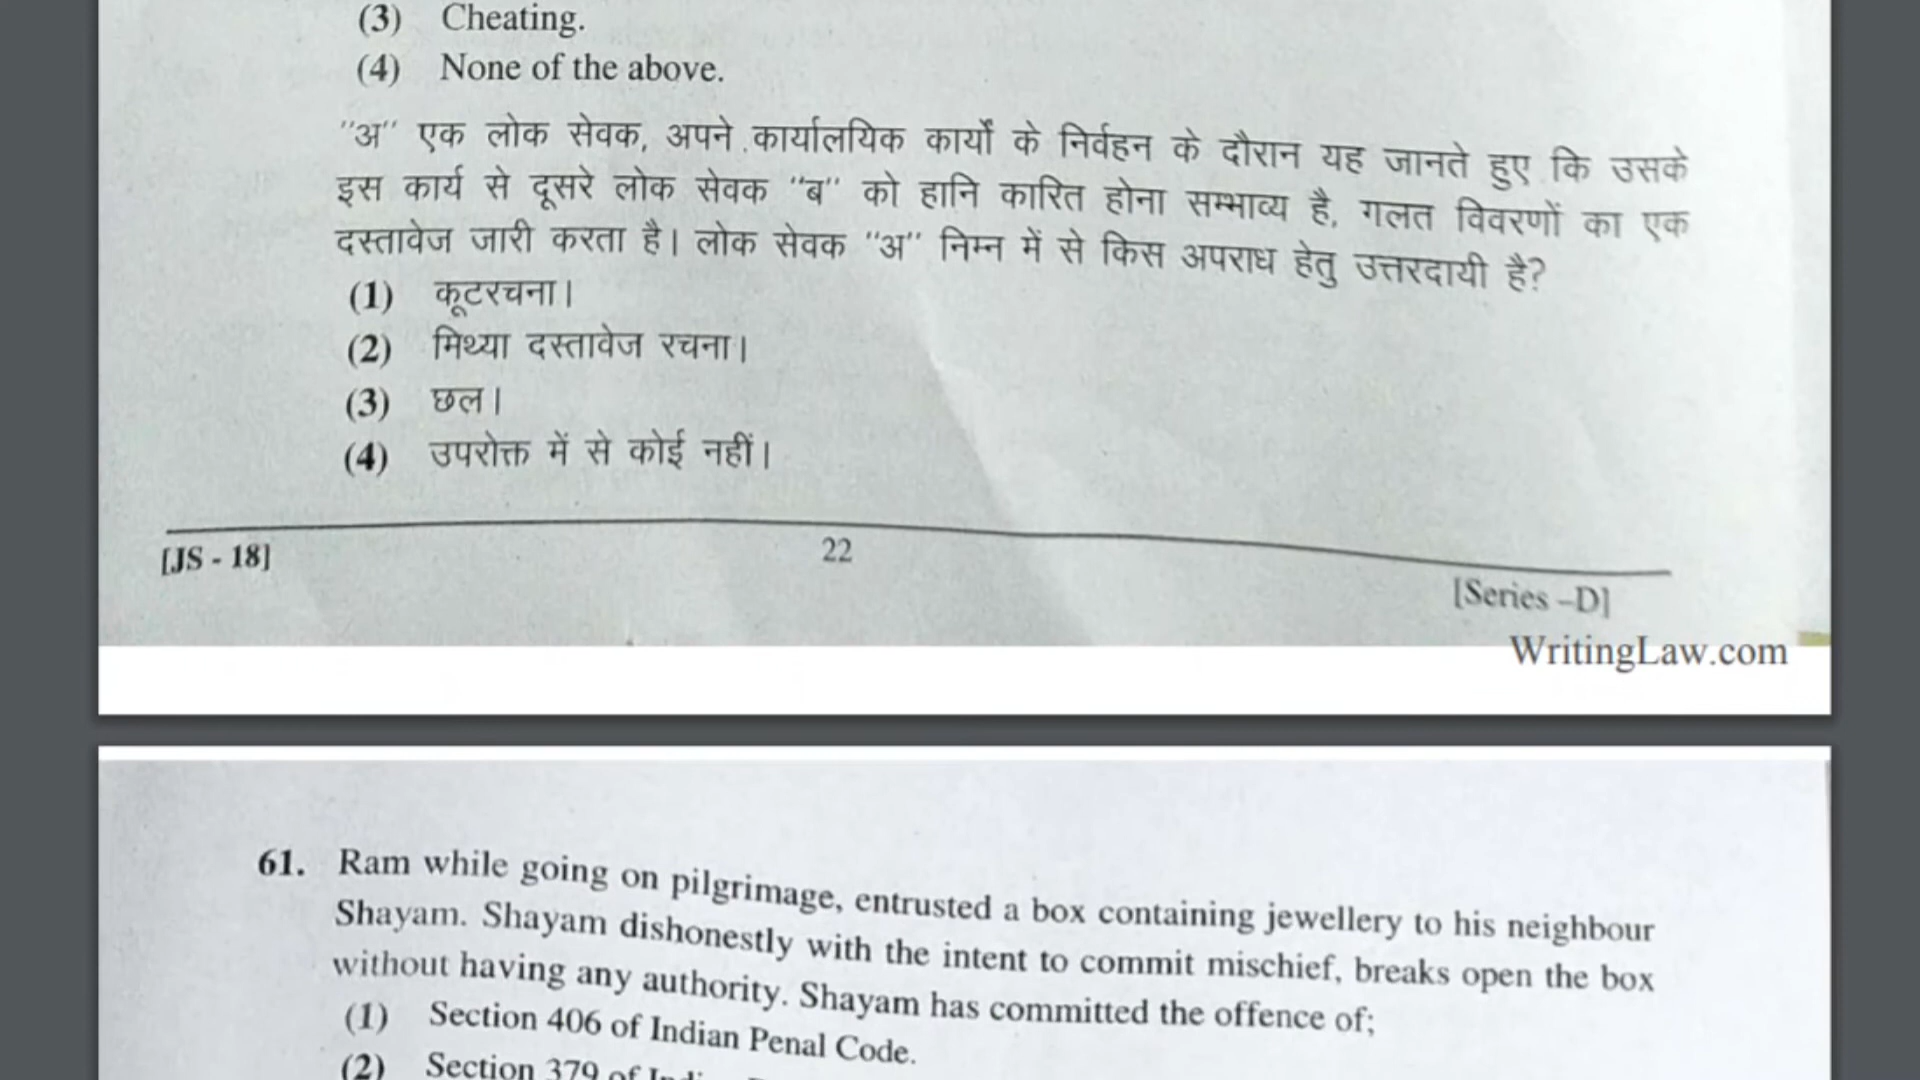 (3) Cheating.
(4) None of the above.
"अ" एक लोक सेवक, अपने कार्यालयिक कार्यों के निर्वहन के दौरान यह जानते हुए कि उसके
इस कार्य से दूसरे लोक सेवक "ब" को हानि कारित होना सम्भाव्य है, गलत विवरणों का एक
दस्तावेज जारी करता है। लोक सेवक "अ" निम्न में से किस अपराध हेतु उत्तरदायी है?
(1) कूटरचना।
(2) मिथ्या दस्तावेज रचना।
(3) छल।
(4) उपरोक्त में से कोई नहीं।
[JS - 18]
22
[Series –D]
WritingLaw.com
61. Ram while going on pilgrimage, entrusted a box containing jewellery to his neighbour
Shayam. Shayam dishonestly with the intent to commit mischief, breaks open the box
without having any authority. Shayam has committed the offence of;
(1) Section 406 of Indian Penal Code.
(2) Section 379 of